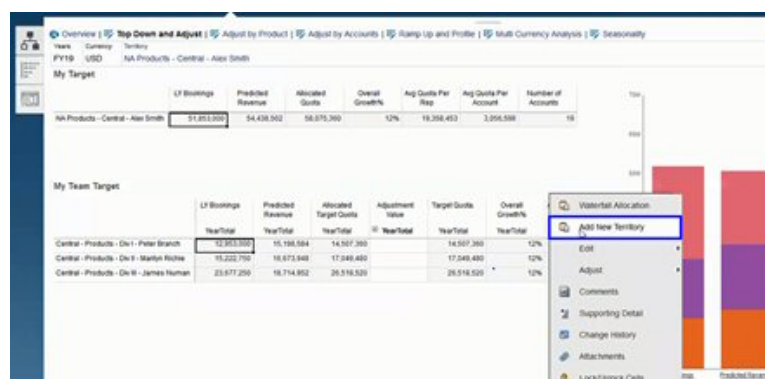 Overview | Top Down and Adjust | Adjust by Product | Adjust by Accounts | Ramp Up and Profile | Multi Currency Analysis | Seasonality
Years Currency Territory
FY19 USD NA Products - Central - Alex Smith
My Target
LY Bookings Predicted Revenue Allocated Quota Overall Growth% Avg Quota Per Rep Avg Quota Per Account Number of Accounts
NA Products - Central - Alex Smith 51,853,000 54,438,502 58,075,360 12% 19,358,453 3,056,598 19
My Team Target
LY Bookings Predicted Revenue Allocated Target Quota Adjustment Value Target Quota Overall Growth%
YearTotal YearTotal YearTotal YearTotal YearTotal YearTotal
Central - Products - Div I - Peter Branch 12,953,000 15,198,584 14,507,360 14,507,360 12%
Central - Products - Div II - Marilyn Richie 15,222,750 17,049,480 17,049,480 12%
Central - Products - Div III - James Numan 23,677,250 18,714,952 26,518,520 26,518,520 12%
Waterfall Allocation
Add New Territory
Edit
Adjust
Comments
Supporting Detail
Change History
Attachments
Lock/Unlock Cells
Predicted Revenue